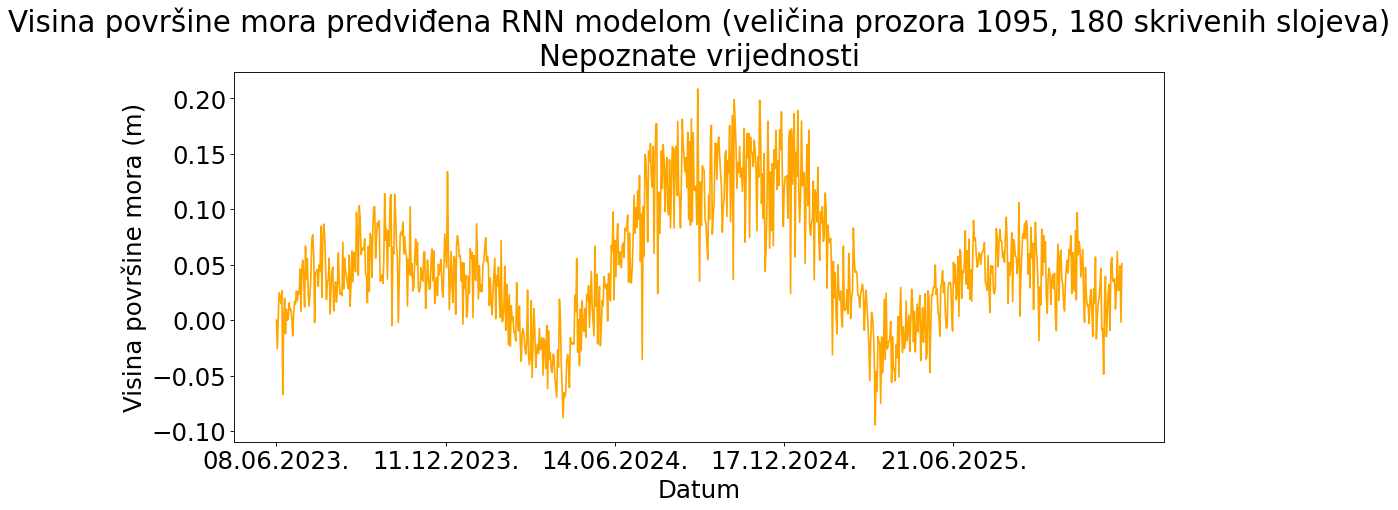 Visina površine mora predviđena RNN modelom (veličina prozora 1095, 180 skrivenih slojeva)
Nepoznate vrijednosti
Visina površine mora (m)
0.20
0.15
0.10
0.05
0.00
−0.05
−0.10
08.06.2023. 11.12.2023. 14.06.2024. 17.12.2024. 21.06.2025.
Datum